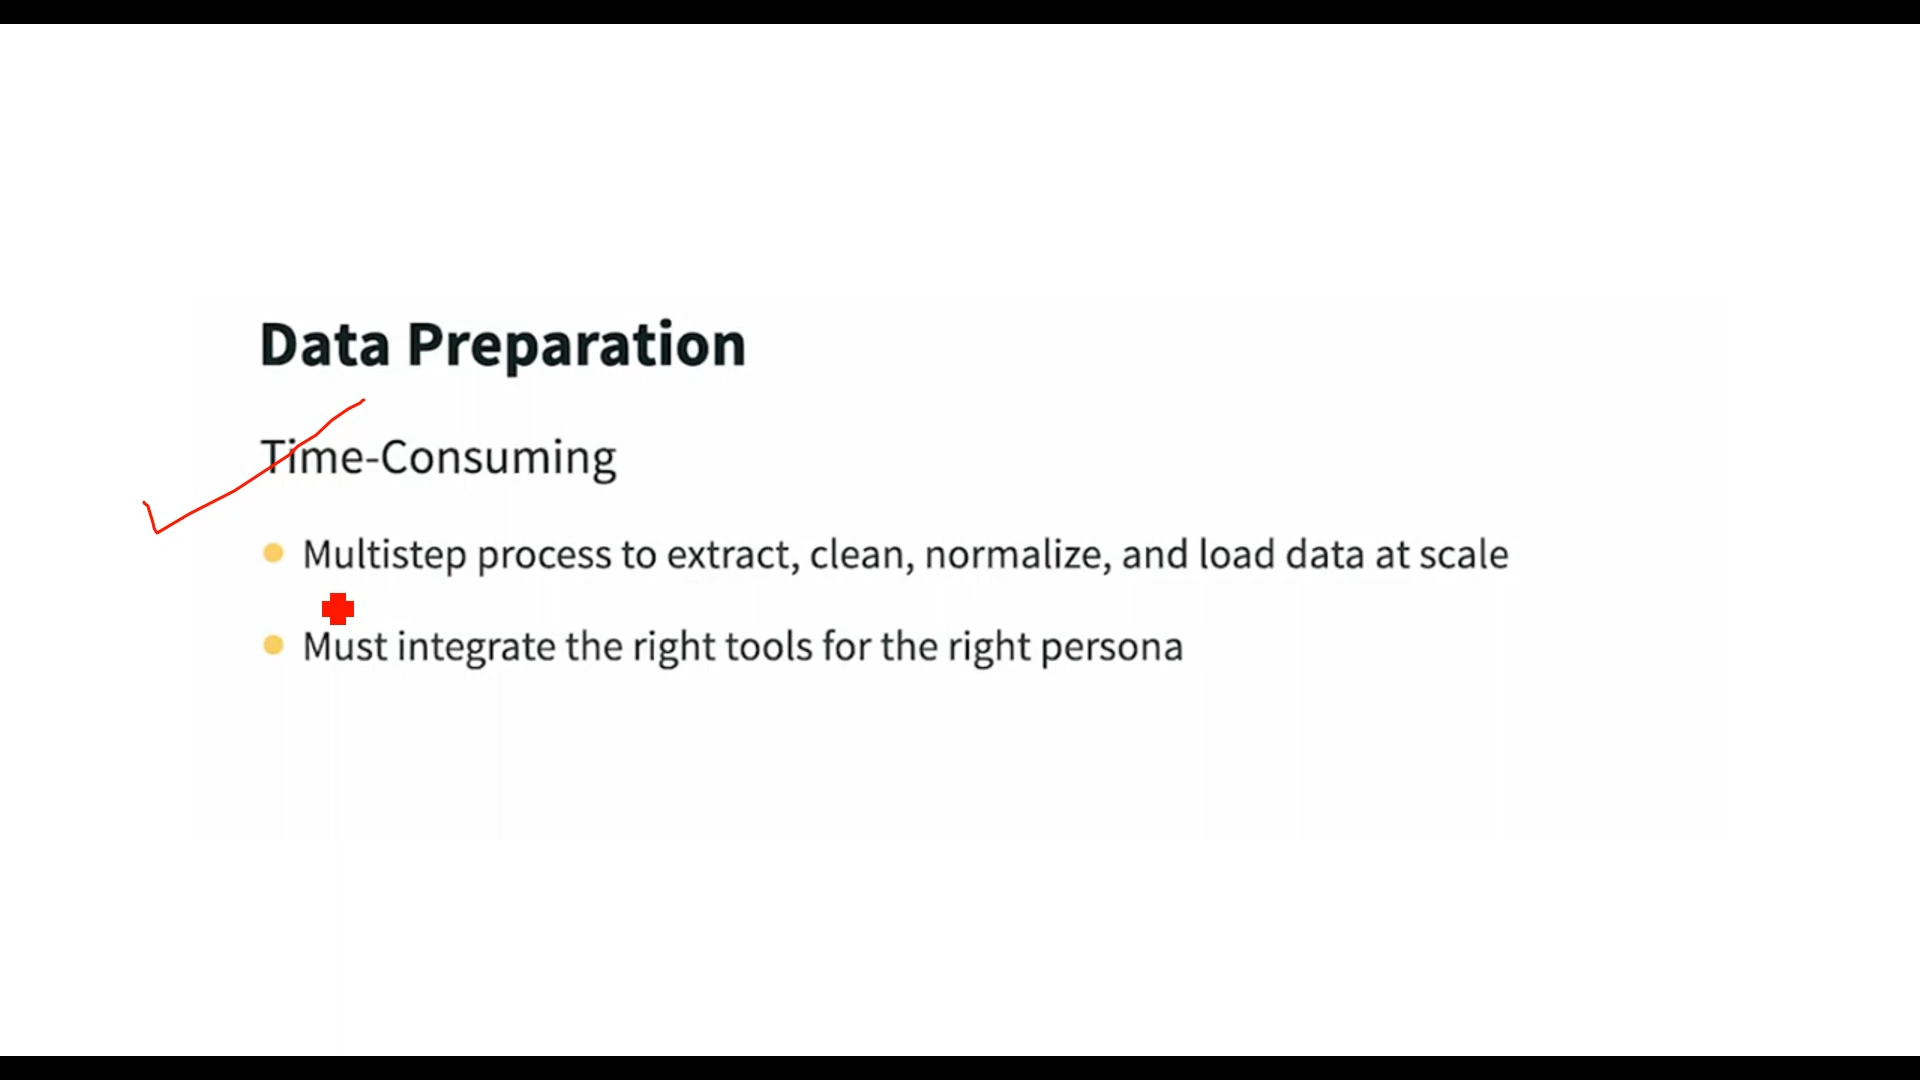 Data Preparation
Time-Consuming
Multistep process to extract, clean, normalize, and load data at scale
Must integrate the right tools for the right persona